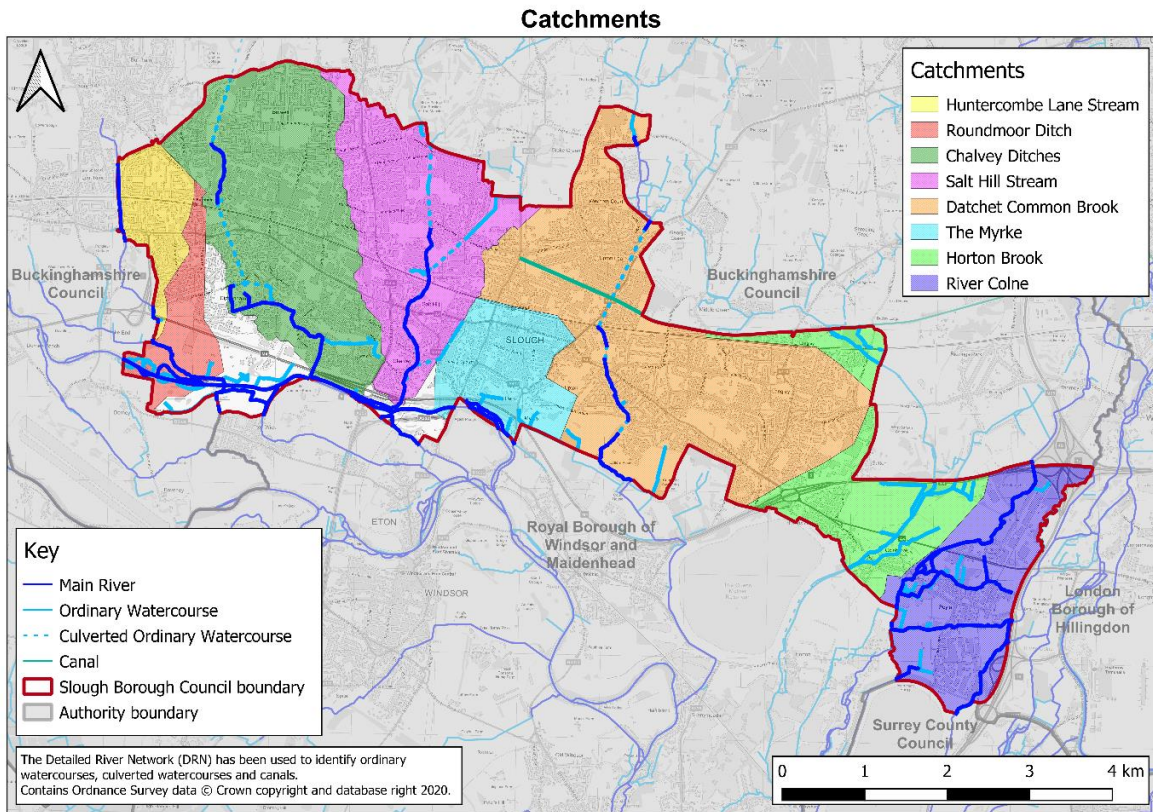 Catchments
Catchments
Huntercombe Lane Stream
Roundmoor Ditch
Chalvey Ditches
Salt Hill Stream
Datchet Common Brook
The Myrke
Horton Brook
River Colne
Buckinghamshire
Council
Buckinghamshire
Council
SLOUGH
ETON
Royal Borough of
Windsor and
Maidenhead
WINDSOR
London
Borough of
Hillingdon
Surrey County
Council
Key
Main River
Ordinary Watercourse
Culverted Ordinary Watercourse
Canal
Slough Borough Council boundary
Authority boundary
The Detailed River Network (DRN) has been used to identify ordinary
watercourses, culverted watercourses and canals.
Contains Ordnance Survey data © Crown copyright and database right 2020.
0 1 2 3 4 km